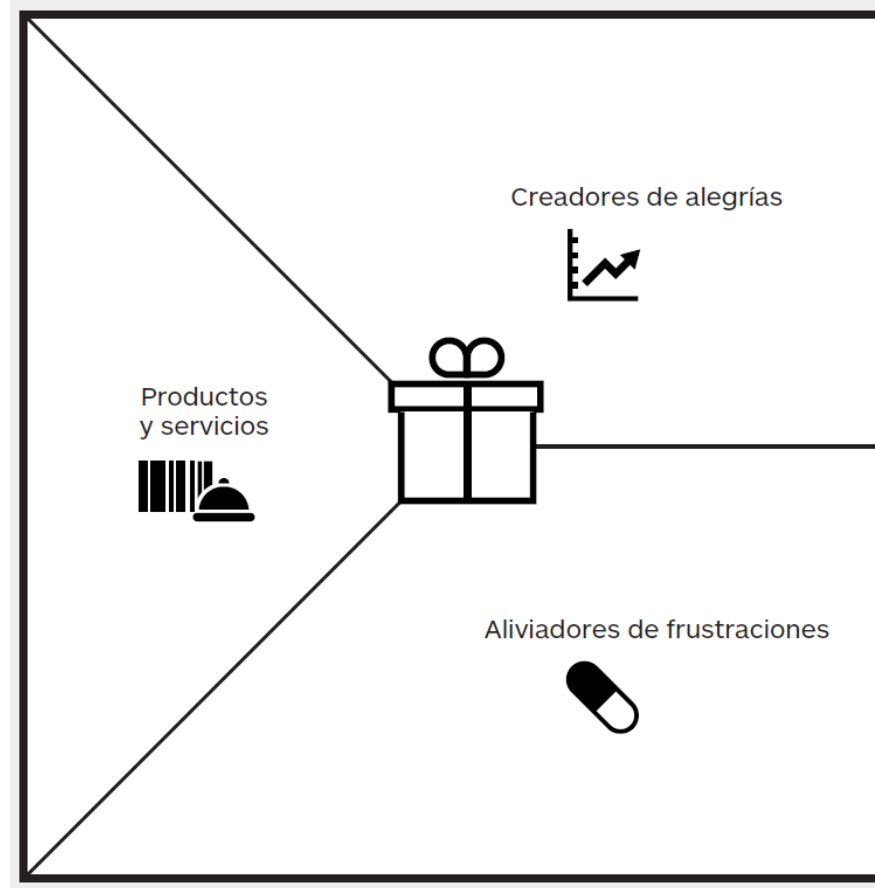 Creadores de alegrías
Productos
y servicios
Aliviadores de frustraciones